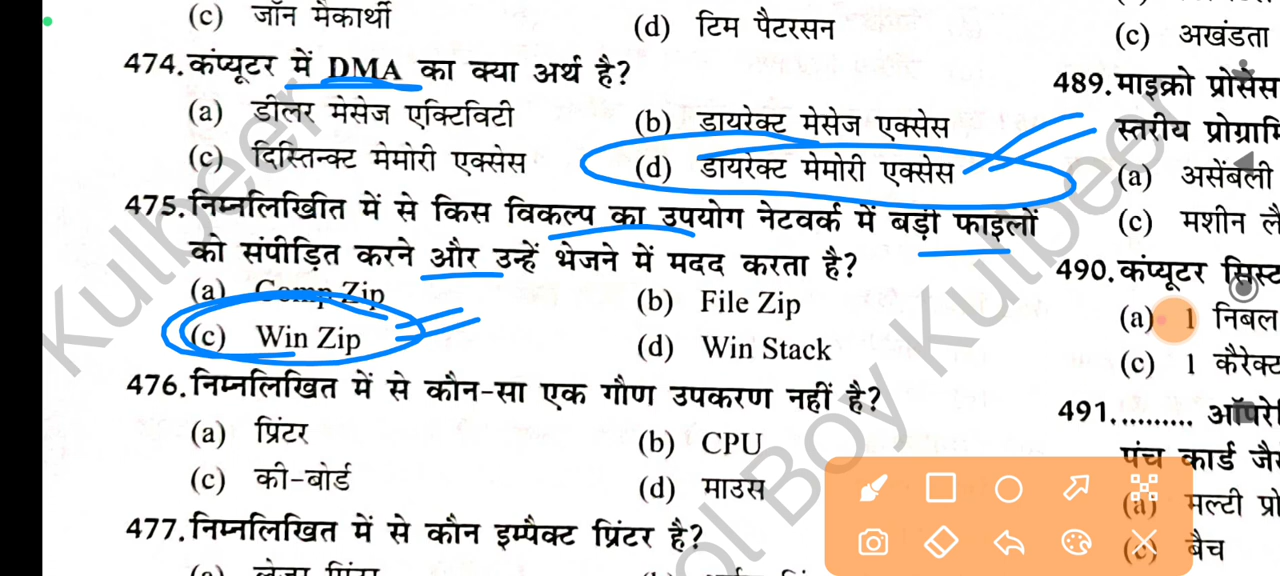 (c) जॉन मैकार्थी
(d) टिम पैटरसन
474. कंप्यूटर में DMA का क्या अर्थ है?
(a) डीलर मेसेज एक्टिविटी
(b) डायरेक्ट मेसेज एक्सेस
(c) दिस्तिन्क्ट मेमोरी एक्सेस
(d) डायरेक्ट मेमोरी एक्सेस
475. निम्नलिखीत में से किस विकल्प का उपयोग नेटवर्क में बड़ी फाइलों
को संपीड़ित करने और उन्हें भेजने में मदद करता है?
(a) Comp Zip
(b) File Zip
(c) Win Zip
(d) Win Stack
476. निम्नलिखित में से कौन-सा एक गौण उपकरण नहीं है?
(a) प्रिंटर
(b) CPU
(c) की-बोर्ड
(d) माउस
477. निम्नलिखित में से कौन इम्पैक्ट प्रिंटर है?
(c) अखंडता
489. माइक्रो प्रोसेस
स्तरीय प्रोग्रामि
(a) असेंबली
(c) मशीन लै
490. कंप्यूटर सिस्ट
(a) 1 निबल
(c) 1 कैरेक्ट
491. .......... ऑपरे
पंच कार्ड जै
(a) मल्टी प्रो
(c) बैच
Kulbeer
ol Boy Kulbeer